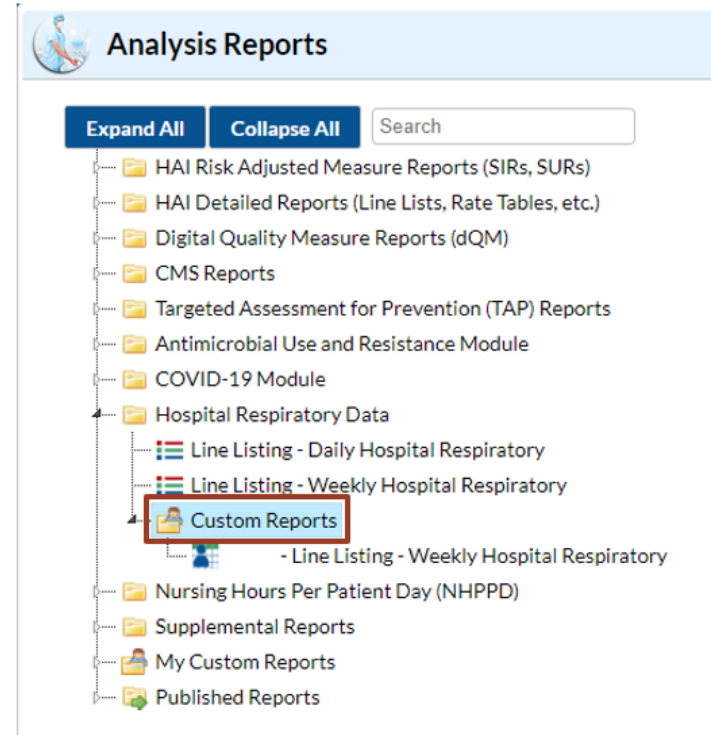 Analysis Reports
Expand All
Collapse All
Search
HAI Risk Adjusted Measure Reports (SIRs, SURs)
HAI Detailed Reports (Line Lists, Rate Tables, etc.)
Digital Quality Measure Reports (dQM)
CMS Reports
Targeted Assessment for Prevention (TAP) Reports
Antimicrobial Use and Resistance Module
COVID-19 Module
Hospital Respiratory Data
Line Listing - Daily Hospital Respiratory
Line Listing - Weekly Hospital Respiratory
Custom Reports
- Line Listing - Weekly Hospital Respiratory
Nursing Hours Per Patient Day (NHPPD)
Supplemental Reports
My Custom Reports
Published Reports